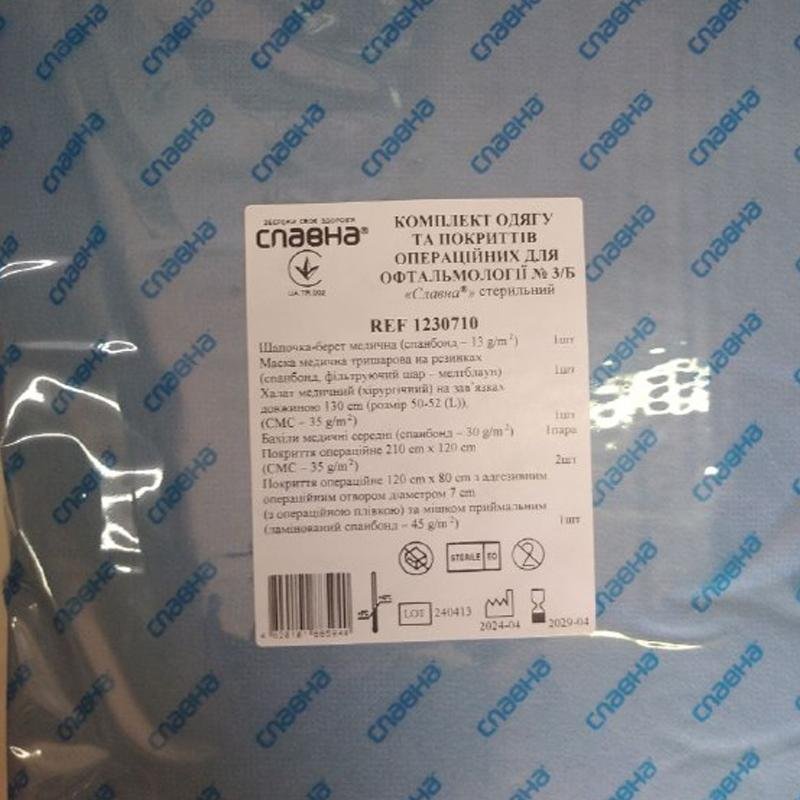 ЗБЕРЕЖИ СВОЄ ЗДОРОВ'Я
СЛАВНА®
UA.TR.002
КОМПЛЕКТ ОДЯГУ
ТА ПОКРИТТІВ
ОПЕРАЦІЙНИХ ДЛЯ
ОФТАЛЬМОЛОГІЇ № 3/Б
«Славна®» стерильний
REF 1230710
Шапочка-берет медична (спанбонд – 13 g/m²) 1шт
Маска медична тришарова на резинках
(спанбонд, фільтруючий шар – мелтблаун) 1шт
Халат медичний (хірургічний) на зав’язках
довжиною 130 cm (розмір 50-52 (L)),
(СМС – 35 g/m²) 1шт
Бахіли медичні середні (спанбонд – 30 g/m²) 1пара
Покриття операційне 210 cm x 120 cm
(СМС – 35 g/m²) 2шт
Покриття операційне 120 cm x 80 cm з адгезивним
операційним отвором діаметром 7 cm
(з операційною плівкою) та мішком приймальним
(ламінований спанбонд – 45 g/m²) 1шт
STERILE EO
2
LOT 240413
2024-04
2029-04